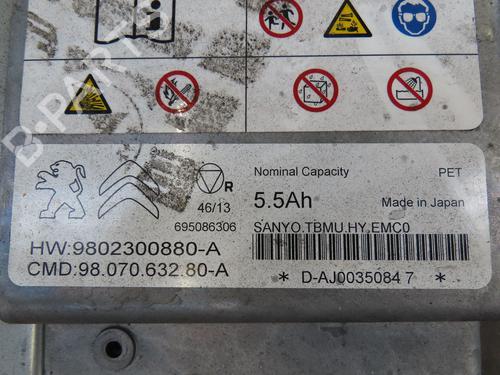 B-PARTS
Nominal Capacity
PET
R
46/13
5.5Ah
Made in Japan
695086306
SANYO.TBMU.HY.EMC0
HW:9802300880-A
CMD:98.070.632.80-A
* D-AJ0035084 7 *